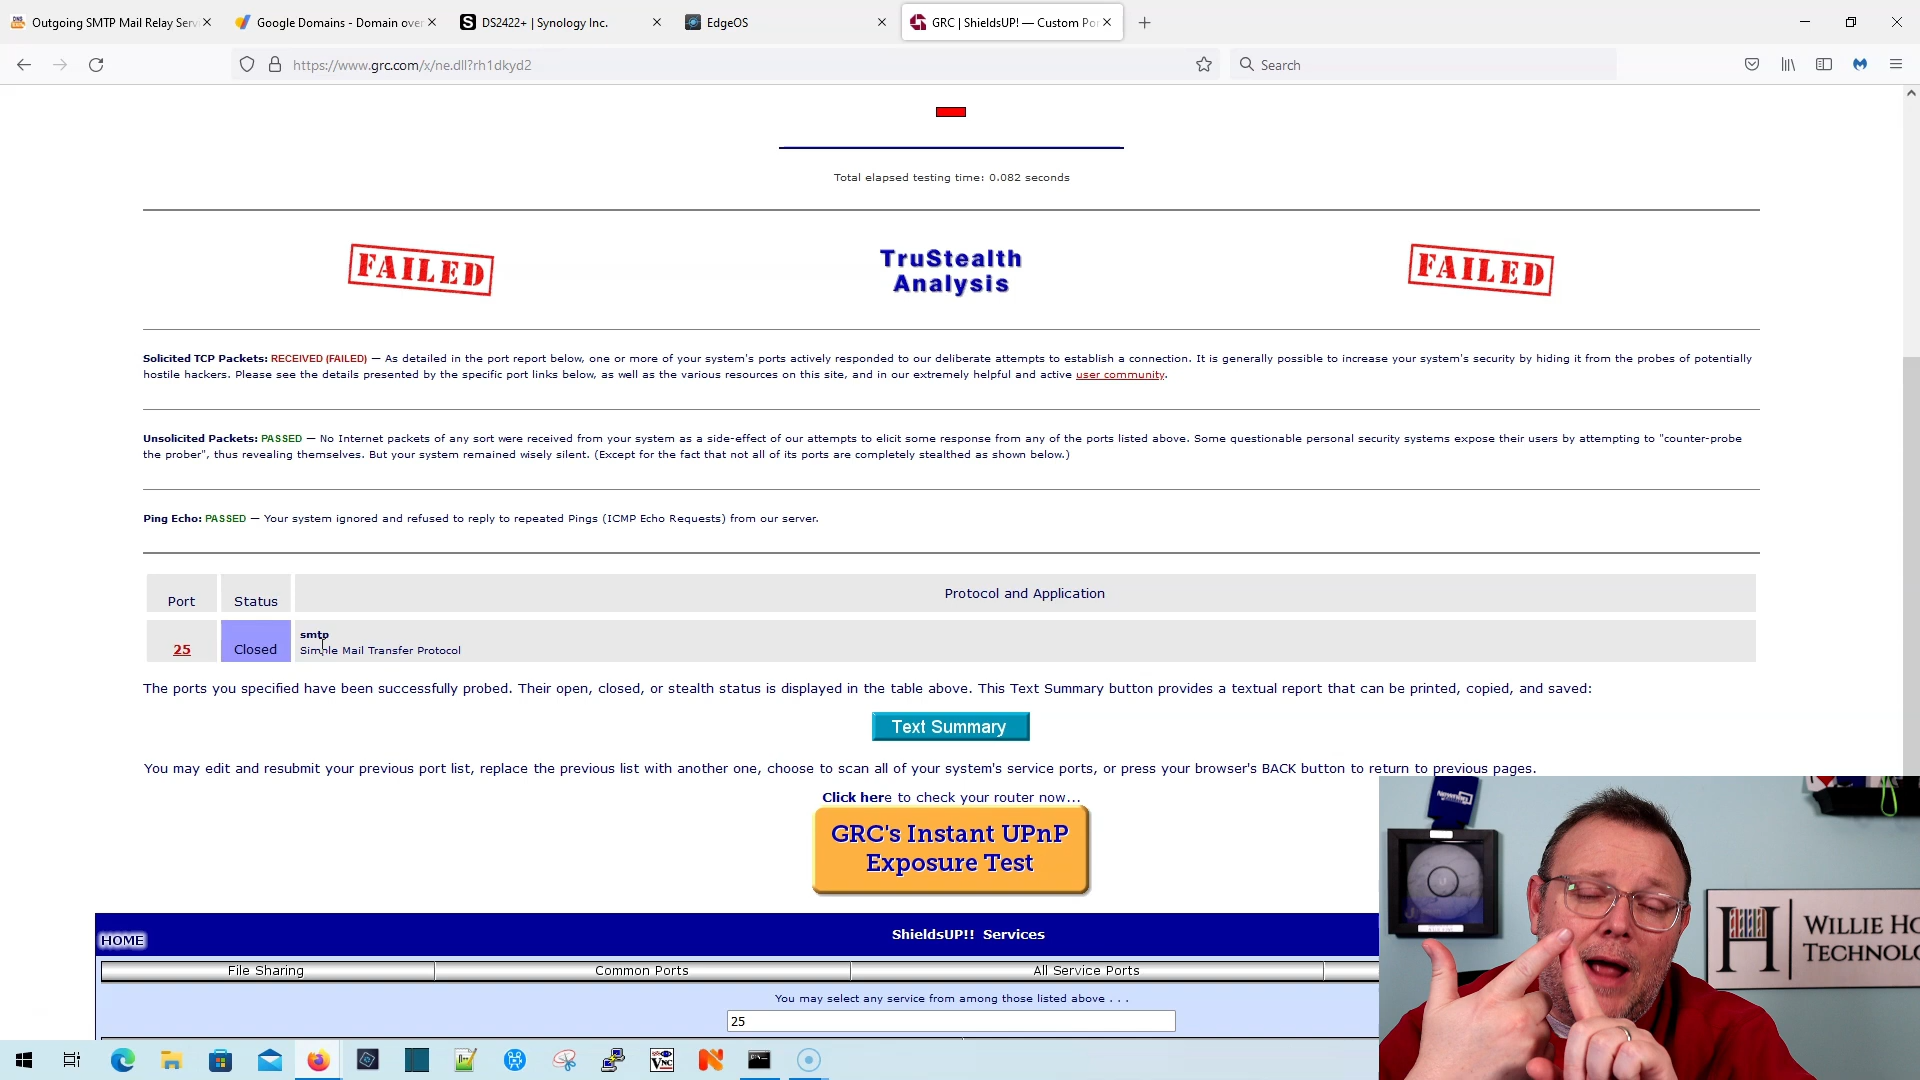 Outgoing SMTP Mail Relay Serv
Google Domains - Domain over
DS2422+ | Synology Inc.
EdgeOS
GRC | ShieldsUP! — Custom Po
https://www.grc.com/x/ne.dll?rh1dkyd2
Search
Total elapsed testing time: 0.082 seconds
FAILED
TruStealth
Analysis
FAILED
Solicited TCP Packets: RECEIVED (FAILED) — As detailed in the port report below, one or more of your system's ports actively responded to our deliberate attempts to establish a connection. It is generally possible to increase your system's security by hiding it from the probes of potentially
hostile hackers. Please see the details presented by the specific port links below, as well as the various resources on this site, and in our extremely helpful and active user community.
Unsolicited Packets: PASSED — No Internet packets of any sort were received from your system as a side-effect of our attempts to elicit some response from any of the ports listed above. Some questionable personal security systems expose their users by attempting to "counter-probe
the prober", thus revealing themselves. But your system remained wisely silent. (Except for the fact that not all of its ports are completely stealthed as shown below.)
Ping Echo: PASSED — Your system ignored and refused to reply to repeated Pings (ICMP Echo Requests) from our server.
Port Status Protocol and Application
25 Closed smtp
Simple Mail Transfer Protocol
The ports you specified have been successfully probed. Their open, closed, or stealth status is displayed in the table above. This Text Summary button provides a textual report that can be printed, copied, and saved:
Text Summary
You may edit and resubmit your previous port list, replace the previous list with another one, choose to scan all of your system's service ports, or press your browser's BACK button to return to previous pages.
Click here to check your router now...
GRC's Instant UPnP
Exposure Test
HOME
ShieldsUP!! Services
File Sharing
Common Ports
All Service Ports
You may select any service from among those listed above . . .
25
WILLIE HO
TECHNOLO